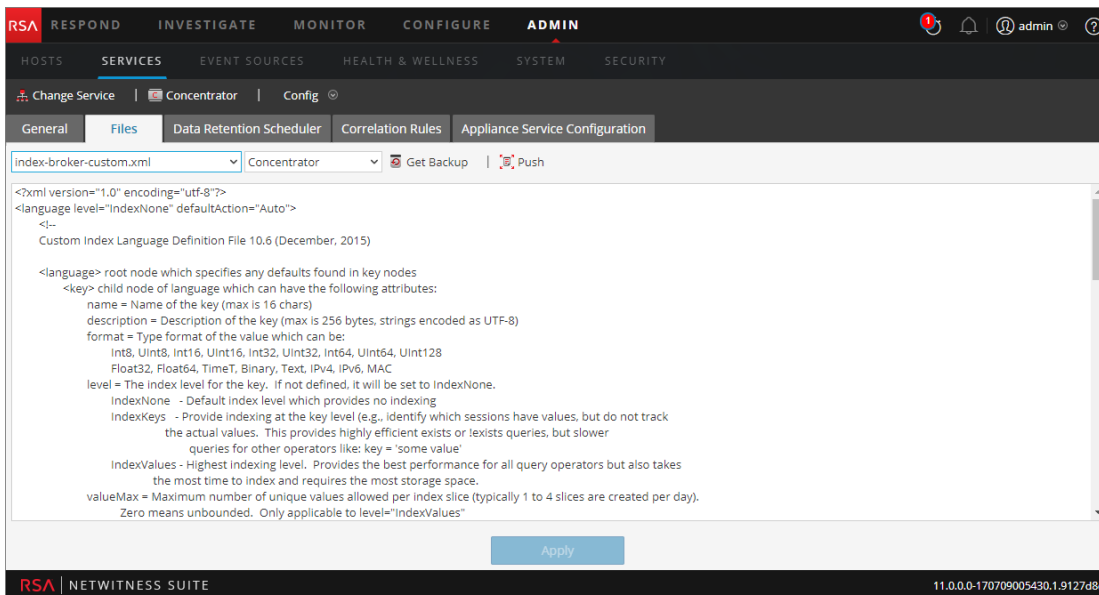 RSA RESPOND INVESTIGATE MONITOR CONFIGURE ADMIN 1 admin ?
HOSTS SERVICES EVENT SOURCES HEALTH & WELLNESS SYSTEM SECURITY
Change Service | Concentrator | Config
General Files Data Retention Scheduler Correlation Rules Appliance Service Configuration
index-broker-custom.xml Concentrator Get Backup | Push
<?xml version="1.0" encoding="utf-8"?>
<language level="IndexNone" defaultAction="Auto">
<!--
Custom Index Language Definition File 10.6 (December, 2015)
<language> root node which specifies any defaults found in key nodes
<key> child node of language which can have the following attributes:
name = Name of the key (max is 16 chars)
description = Description of the key (max is 256 bytes, strings encoded as UTF-8)
format = Type format of the value which can be:
Int8, UInt8, Int16, UInt16, Int32, UInt32, Int64, UInt64, UInt128
Float32, Float64, TimeT, Binary, Text, IPv4, IPv6, MAC
level = The index level for the key. If not defined, it will be set to IndexNone.
IndexNone - Default index level which provides no indexing
IndexKeys - Provide indexing at the key level (e.g., identify which sessions have values, but do not track
the actual values. This provides highly efficient exists or !exists queries, but slower
queries for other operators like: key = 'some value'
IndexValues - Highest indexing level. Provides the best performance for all query operators but also takes
the most time to index and requires the most storage space.
valueMax = Maximum number of unique values allowed per index slice (typically 1 to 4 slices are created per day).
Zero means unbounded. Only applicable to level="IndexValues"
Apply
RSA | NETWITNESS SUITE 11.0.0.0-170709005430.1.9127d8